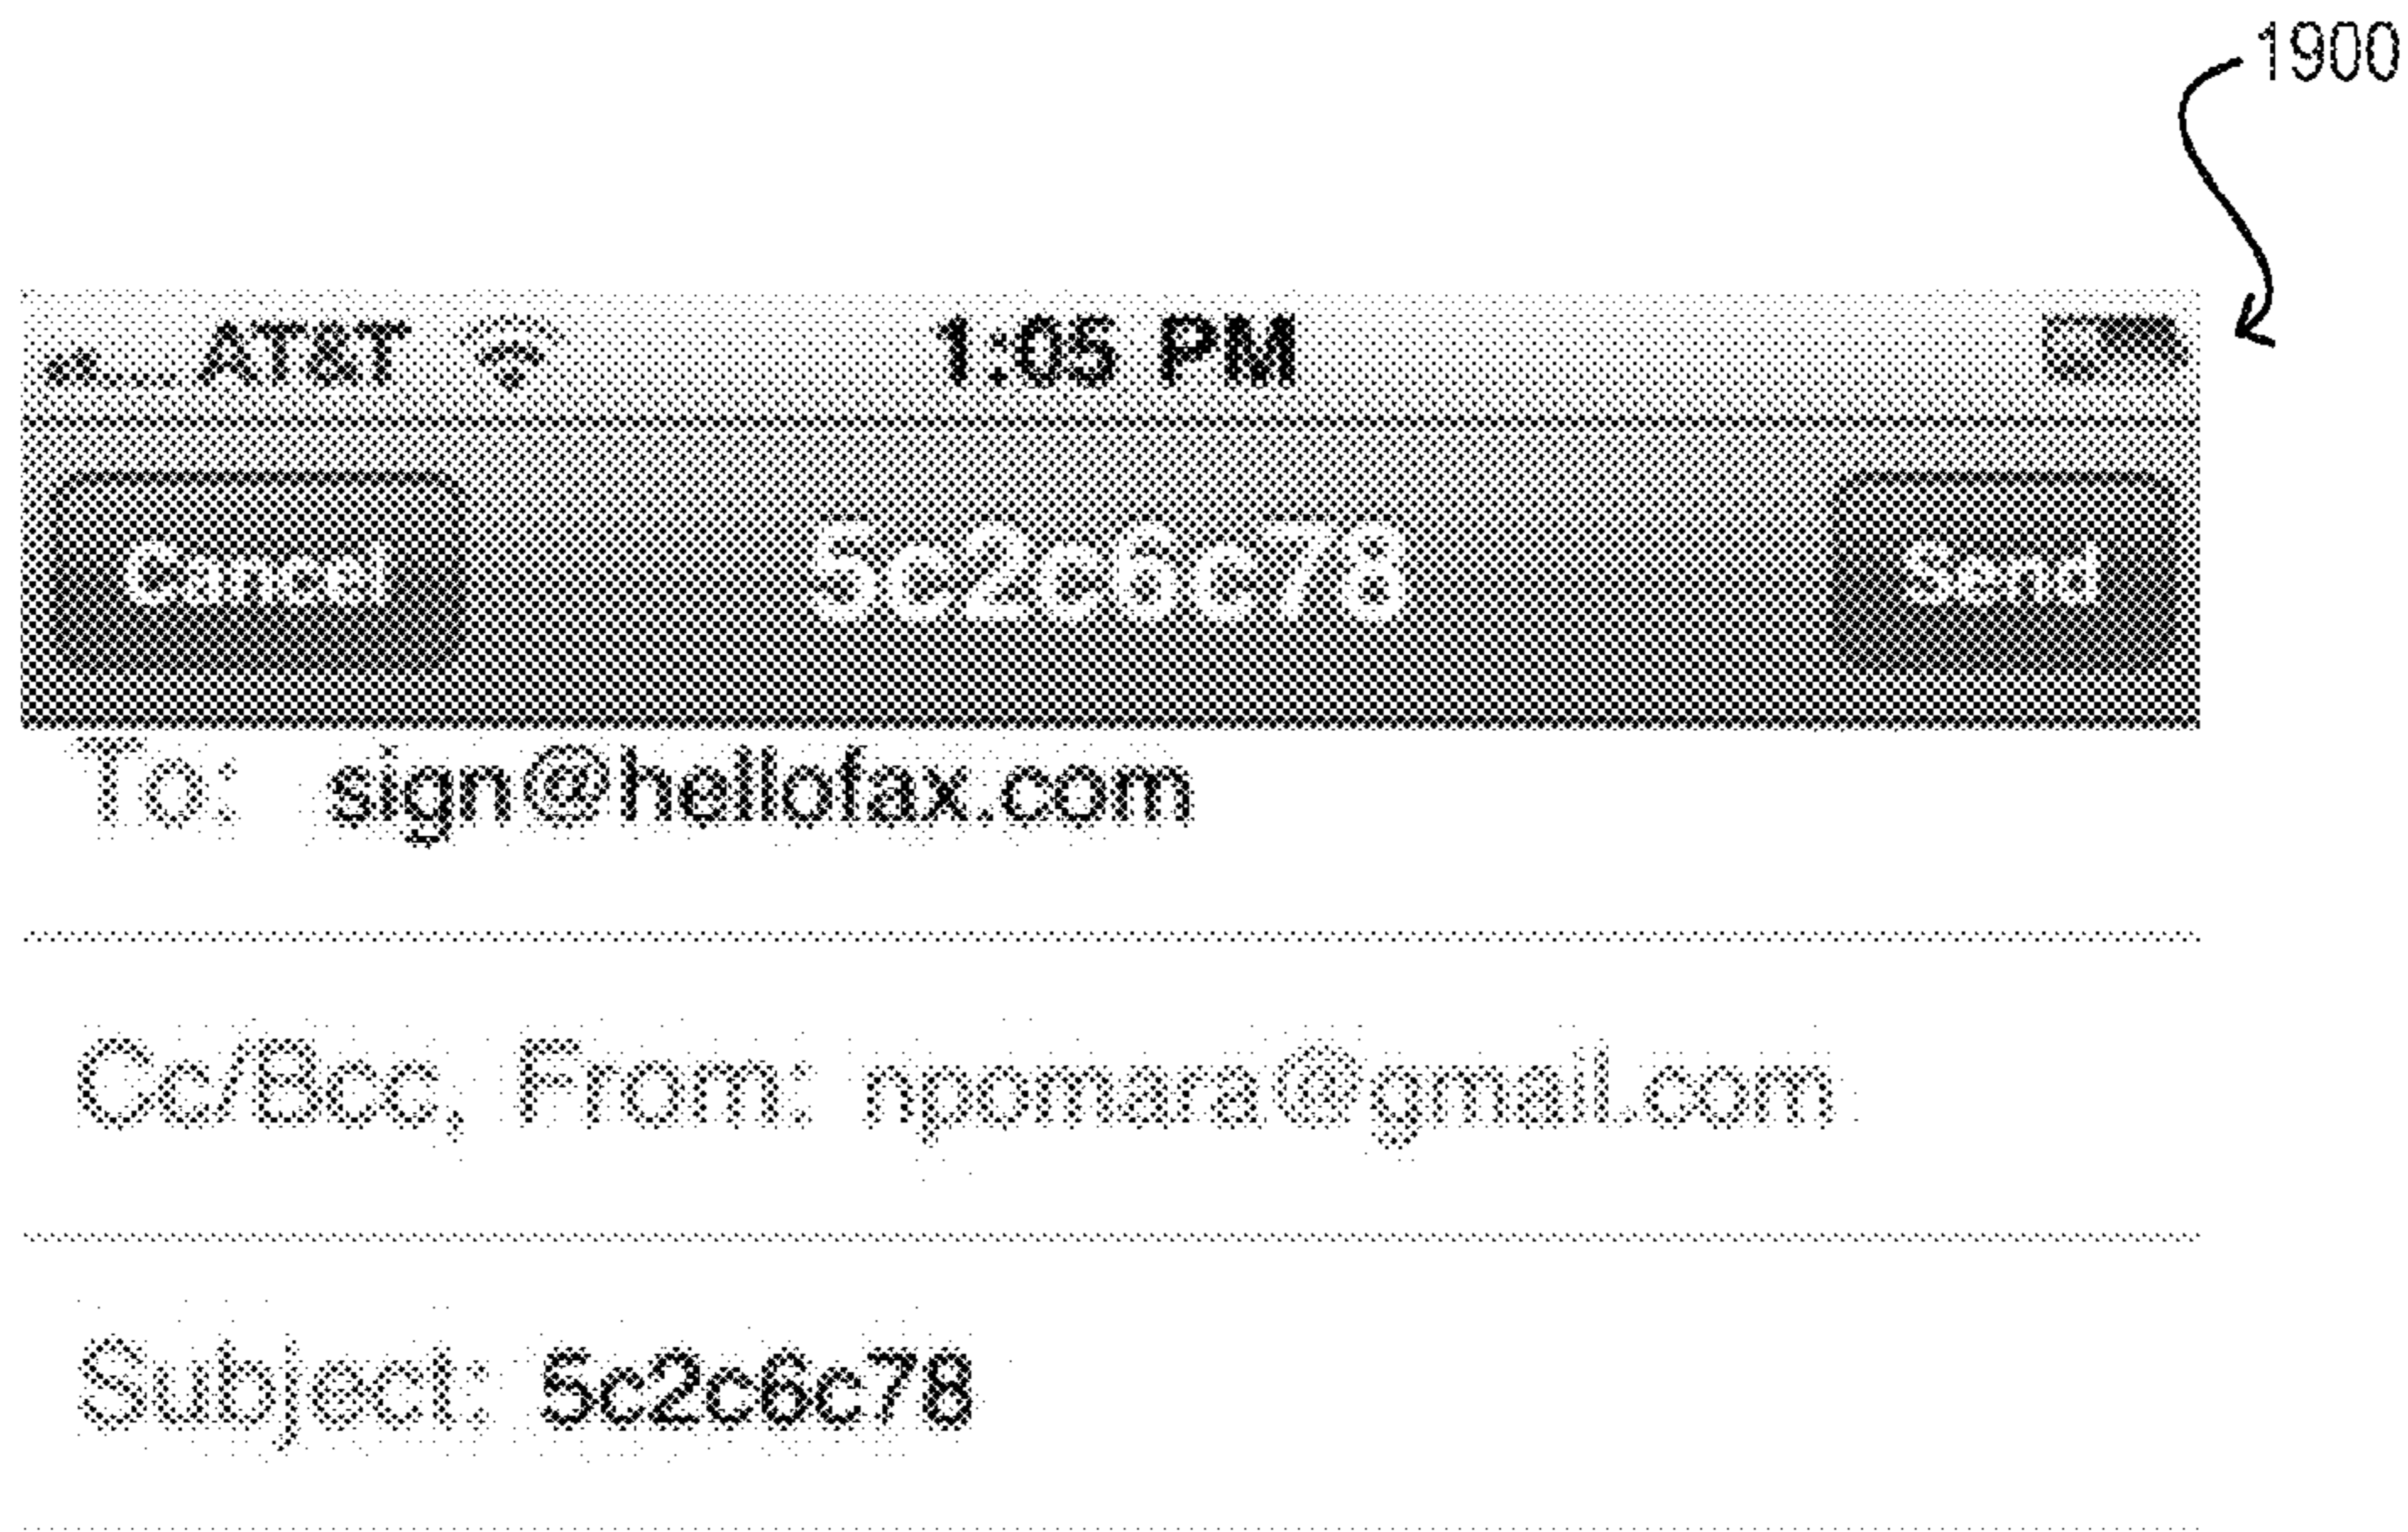 1900
AT&T 1:05 PM
Cancel 5c2c6c78 Send
To: sign@hellofax.com
Cc/Bcc, From: npomara@gmail.com
Subject: 5c2c6c78